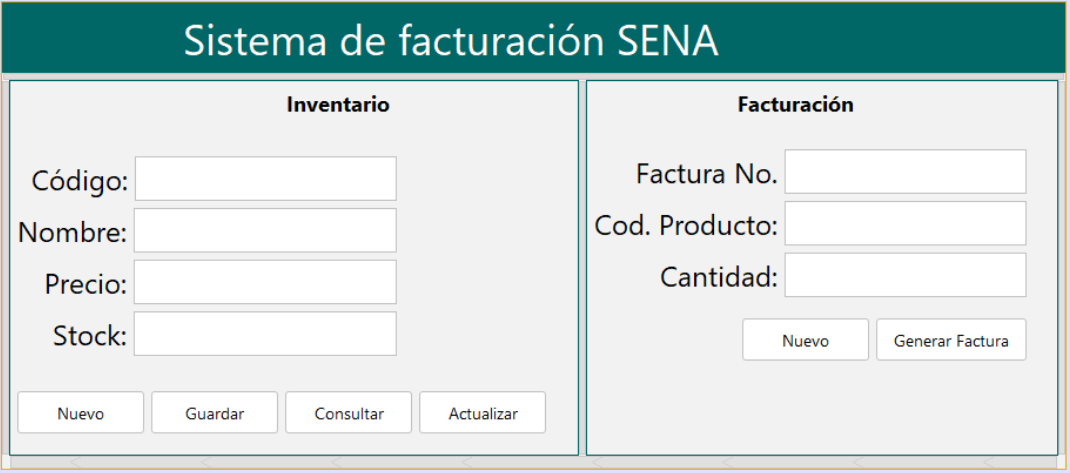 Sistema de facturación SENA
Inventario
Código:
Nombre:
Precio:
Stock:
Nuevo Guardar Consultar Actualizar
Facturación
Factura No.
Cod. Producto:
Cantidad:
Nuevo Generar Factura